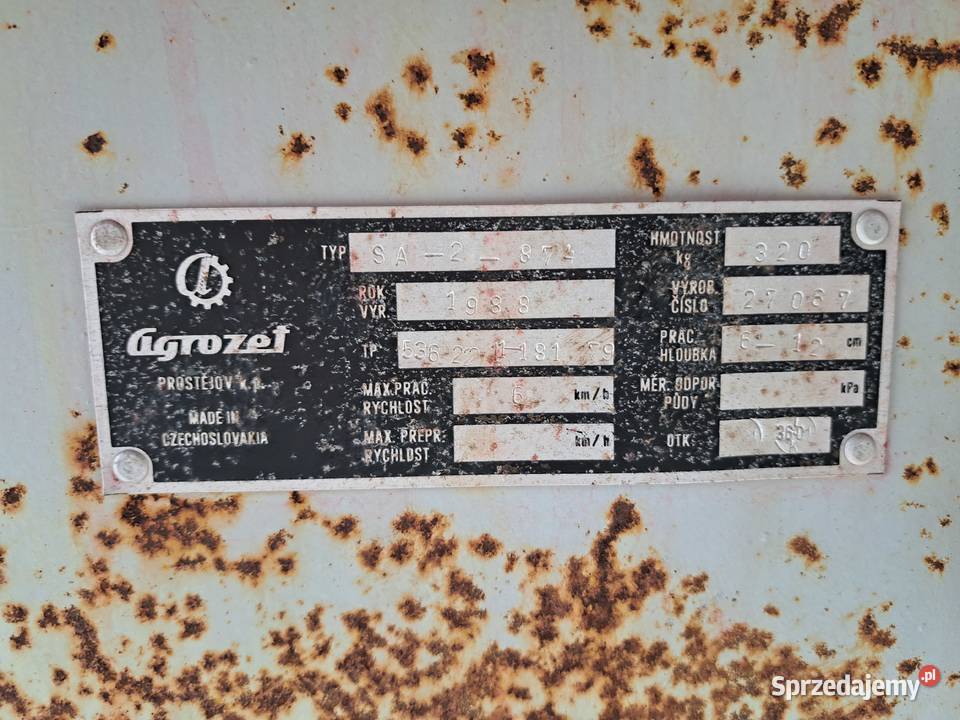 agrozet
PROSTĚJOV k.p.
MADE IN
CZECHOSLOVAKIA
TYP SA-2-874
ROK VYR 1988
TP
MAX.PRAC. RYCHLOST 6 km/h
MAX. PŘEPR. RYCHLOST km/h
HMOTNOST kg 320
VÝROB ČÍSLO 27067
PRAC. HLOUBKA 6-12 cm
MĚR. ODPOR PŮDY kPa
OTK
Sprzedajemy.pl